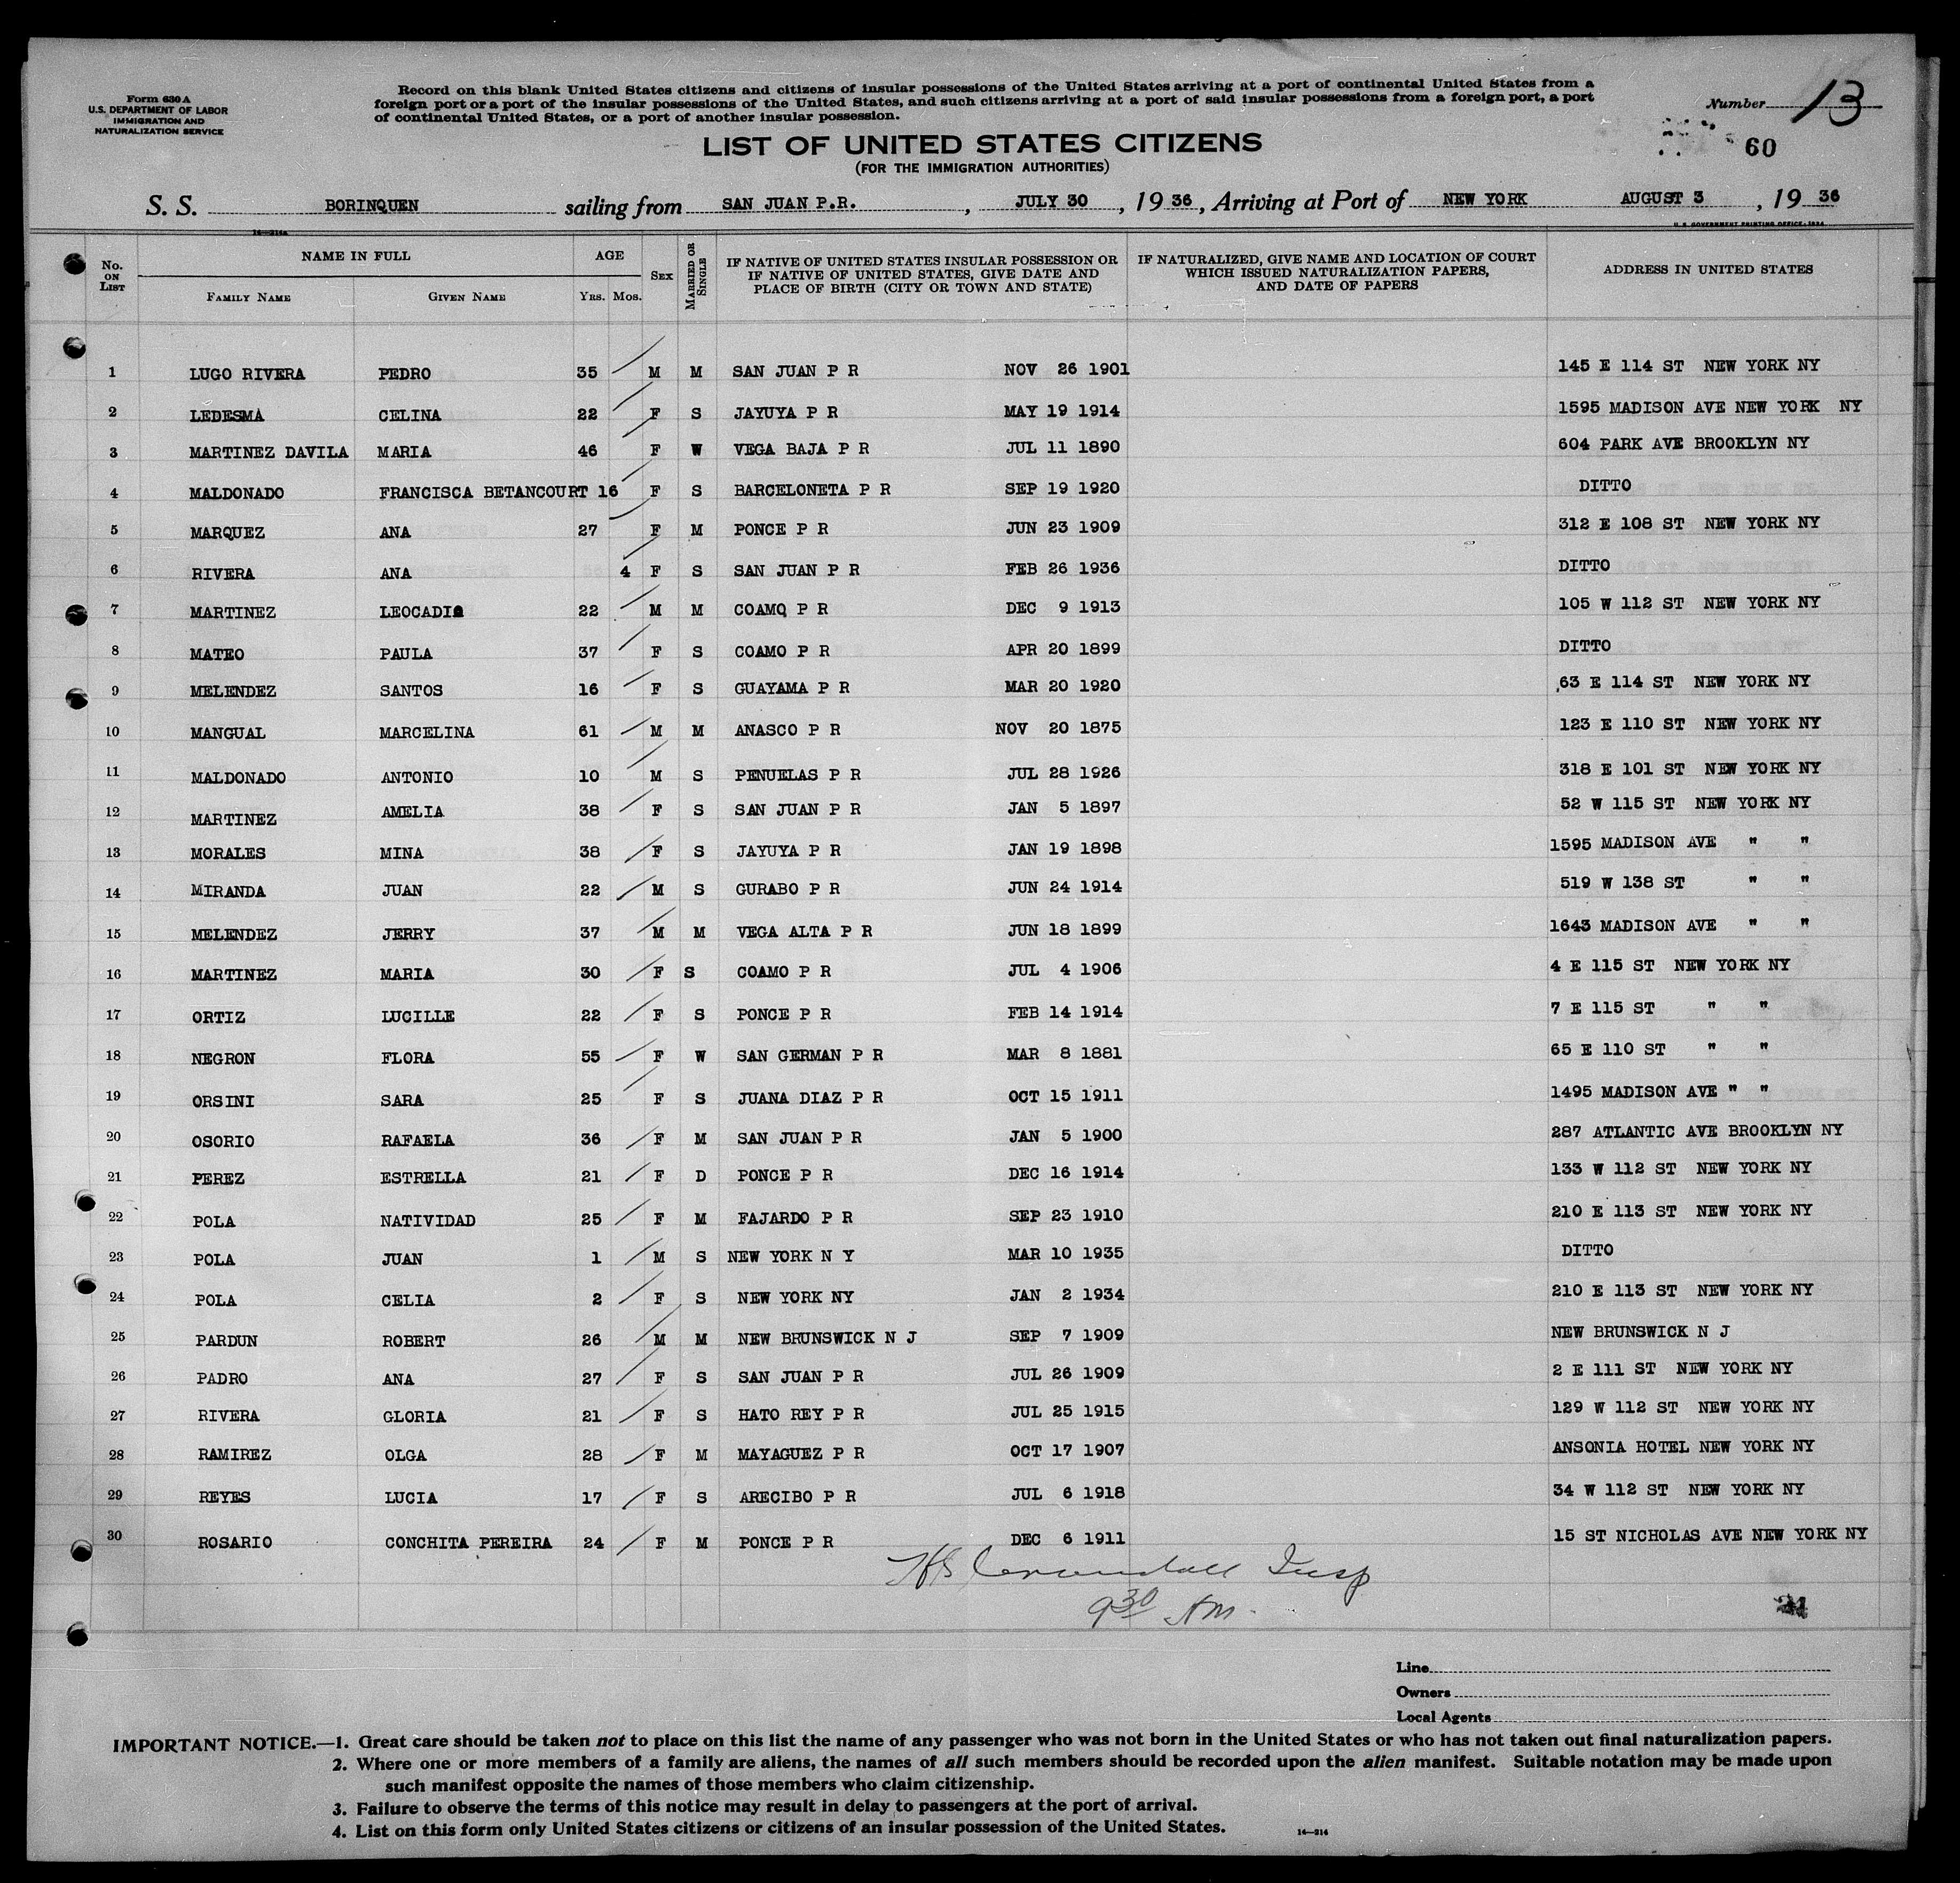 Form 630 A
U.S. DEPARTMENT OF LABOR
IMMIGRATION AND
NATURALIZATION SERVICE
Record on this blank United States citizens and citizens of insular possessions of the United States arriving at a port of continental United States from a
foreign port or a port of the insular possessions of the United States, and such citizens arriving at a port of said insular possessions from a foreign port, a port
of continental United States, or a port of another insular possession.
Number 13
60
LIST OF UNITED STATES CITIZENS
(FOR THE IMMIGRATION AUTHORITIES)
S. S. BORINQUEN sailing from SAN JUAN P.R. , JULY 30 , 19 36 , Arriving at Port of NEW YORK AUGUST 3 , 19 36
U. S. GOVERNMENT PRINTING OFFICE: 1934
No. ON LIST NAME IN FULL FAMILY NAME GIVEN NAME AGE YRS. MOS. SEX MARRIED OR SINGLE IF NATIVE OF UNITED STATES INSULAR POSSESSION OR IF NATIVE OF UNITED STATES, GIVE DATE AND PLACE OF BIRTH (CITY OR TOWN AND STATE) IF NATURALIZED, GIVE NAME AND LOCATION OF COURT WHICH ISSUED NATURALIZATION PAPERS, AND DATE OF PAPERS ADDRESS IN UNITED STATES
1 LUGO RIVERA PEDRO 35 M M SAN JUAN P R NOV 26 1901 145 E 114 ST NEW YORK NY
2 LEDESMA CELINA 22 F S JAYUYA P R MAY 19 1914 1595 MADISON AVE NEW YORK NY
3 MARTINEZ DAVILA MARIA 46 F W VEGA BAJA P R JUL 11 1890 604 PARK AVE BROOKLYN NY
4 MALDONADO FRANCISCA BETANCOURT 16 F S BARCELONETA P R SEP 19 1920 DITTO
5 MARQUEZ ANA 27 F M PONCE P R JUN 23 1909 312 E 108 ST NEW YORK NY
6 RIVERA ANA 4 F S SAN JUAN P R FEB 26 1936 DITTO
7 MARTINEZ LEOCADIO 22 M M COAMO P R DEC 9 1913 105 W 112 ST NEW YORK NY
8 MATEO PAULA 37 F S COAMO P R APR 20 1899 DITTO
9 MELENDEZ SANTOS 16 F S GUAYAMA P R MAR 20 1920 63 E 114 ST NEW YORK NY
10 MANGUAL MARCELINA 61 M M ANASCO P R NOV 20 1875 123 E 110 ST NEW YORK NY
11 MALDONADO ANTONIO 10 M S PENUELAS P R JUL 28 1926 318 E 101 ST NEW YORK NY
12 MARTINEZ AMELIA 38 F S SAN JUAN P R JAN 5 1897 52 W 115 ST NEW YORK NY
13 MORALES MINA 38 F S JAYUYA P R JAN 19 1898 1595 MADISON AVE " "
14 MIRANDA JUAN 22 M S GURABO P R JUN 24 1914 519 W 138 ST " "
15 MELENDEZ JERRY 37 M M VEGA ALTA P R JUN 18 1899 1643 MADISON AVE " "
16 MARTINEZ MARIA 30 F S COAMO P R JUL 4 1906 4 E 115 ST NEW YORK NY
17 ORTIZ LUCILLE 22 F S PONCE P R FEB 14 1914 7 E 115 ST " "
18 NEGRON FLORA 55 F W SAN GERMAN P R MAR 8 1881 65 E 110 ST " "
19 ORSINI SARA 25 F S JUANA DIAZ P R OCT 15 1911 1495 MADISON AVE " "
20 OSORIO RAFAELA 36 F M SAN JUAN P R JAN 5 1900 287 ATLANTIC AVE BROOKLYN NY
21 PEREZ ESTRELLA 21 F D PONCE P R DEC 16 1914 133 W 112 ST NEW YORK NY
22 POLA NATIVIDAD 25 F M FAJARDO P R SEP 23 1910 210 E 113 ST NEW YORK NY
23 POLA JUAN 1 M S NEW YORK N Y MAR 10 1935 DITTO
24 POLA CELIA 2 F S NEW YORK NY JAN 2 1934 210 E 113 ST NEW YORK NY
25 PARDUN ROBERT 26 M M NEW BRUNSWICK N J SEP 7 1909 NEW BRUNSWICK N J
26 PADRO ANA 27 F S SAN JUAN P R JUL 26 1909 2 E 111 ST NEW YORK NY
27 RIVERA GLORIA 21 F S HATO REY P R JUL 25 1915 129 W 112 ST NEW YORK NY
28 RAMIREZ OLGA 28 F M MAYAGUEZ P R OCT 17 1907 ANSONIA HOTEL NEW YORK NY
29 REYES LUCIA 17 F S ARECIBO P R JUL 6 1918 34 W 112 ST NEW YORK NY
30 ROSARIO CONCHITA PEREIRA 24 F M PONCE P R DEC 6 1911 15 ST NICHOLAS AVE NEW YORK NY
Insp
9 30 AM.
Line
Owners
Local Agents
IMPORTANT NOTICE.—1. Great care should be taken not to place on this list the name of any passenger who was not born in the United States or who has not taken out final naturalization papers.
2. Where one or more members of a family are aliens, the names of all such members should be recorded upon the alien manifest. Suitable notation may be made upon
such manifest opposite the names of those members who claim citizenship.
3. Failure to observe the terms of this notice may result in delay to passengers at the port of arrival.
4. List on this form only United States citizens or citizens of an insular possession of the United States.
14—214